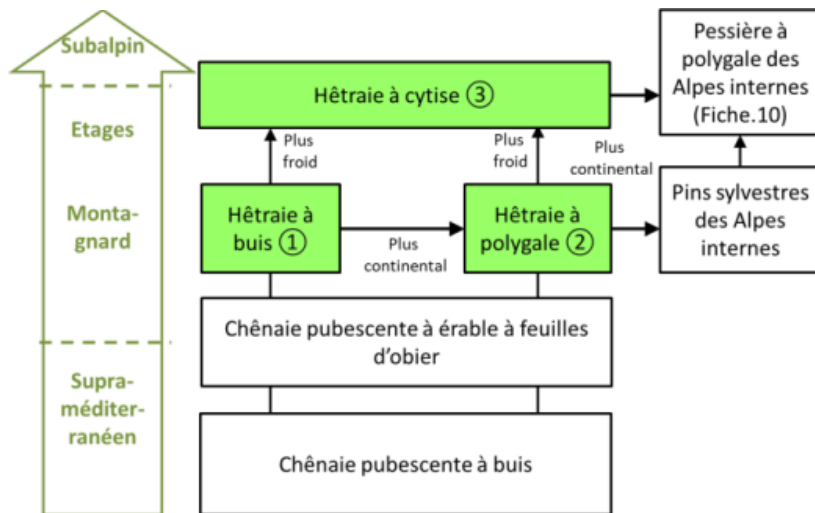 Subalpin
Etages
Monta-
gnard
Supra-
méditer-
ranéen
Hêtraie à cytise ③
Pessière à
polygale des
Alpes internes
(Fiche.10)
Plus
froid
Plus
froid
Plus
continental
Hêtraie à
buis ①
Plus
continental
Hêtraie à
polygale ②
Pins sylvestres
des Alpes
internes
Chênaie pubescente à érable à feuilles
d’obier
Chênaie pubescente à buis